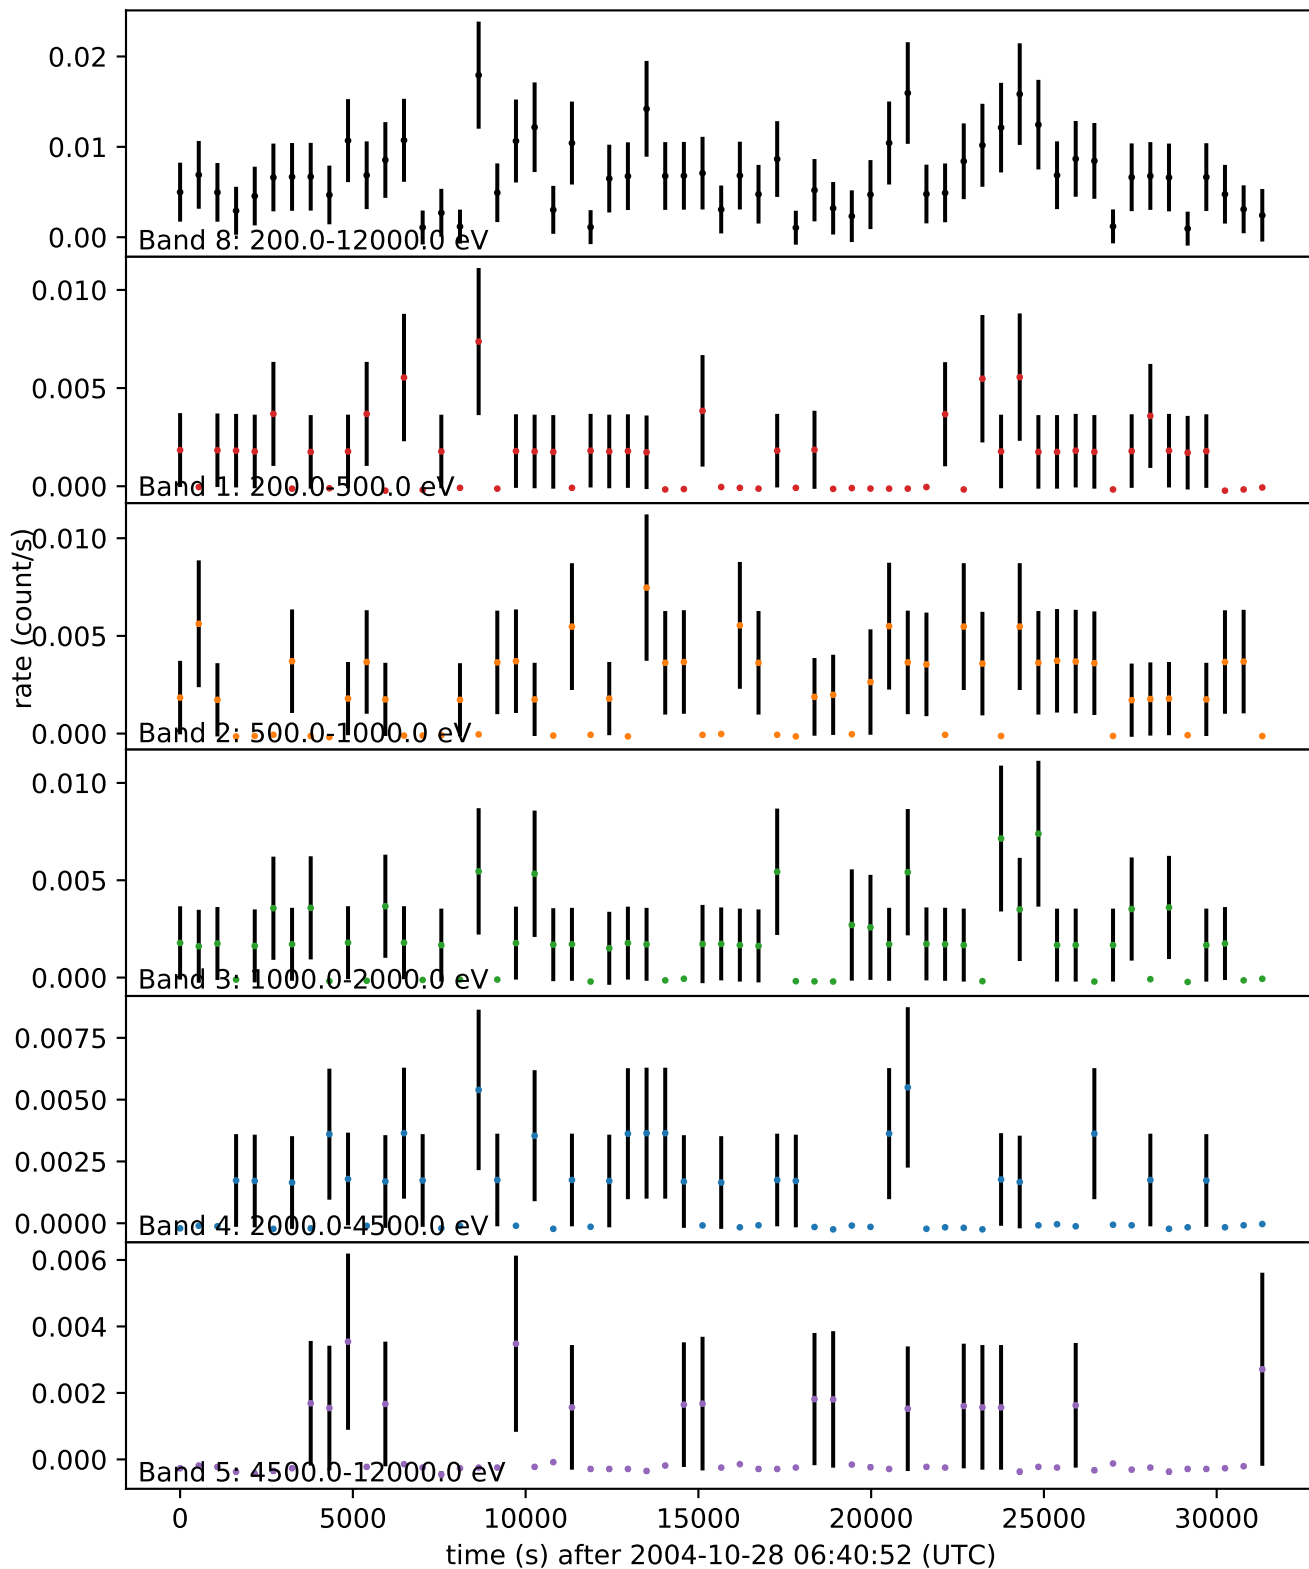 0.02
0.01
0.00
Band 8: 200.0-12000.0 eV
0.010
0.005
0.000
Band 1: 200.0-500.0 eV
rate (count/s)
0.010
0.005
0.000
Band 2: 500.0-1000.0 eV
0.010
0.005
0.000
Band 3: 1000.0-2000.0 eV
0.0075
0.0050
0.0025
0.0000
Band 4: 2000.0-4500.0 eV
0.006
0.004
0.002
0.000
Band 5: 4500.0-12000.0 eV
0 5000 10000 15000 20000 25000 30000
time (s) after 2004-10-28 06:40:52 (UTC)